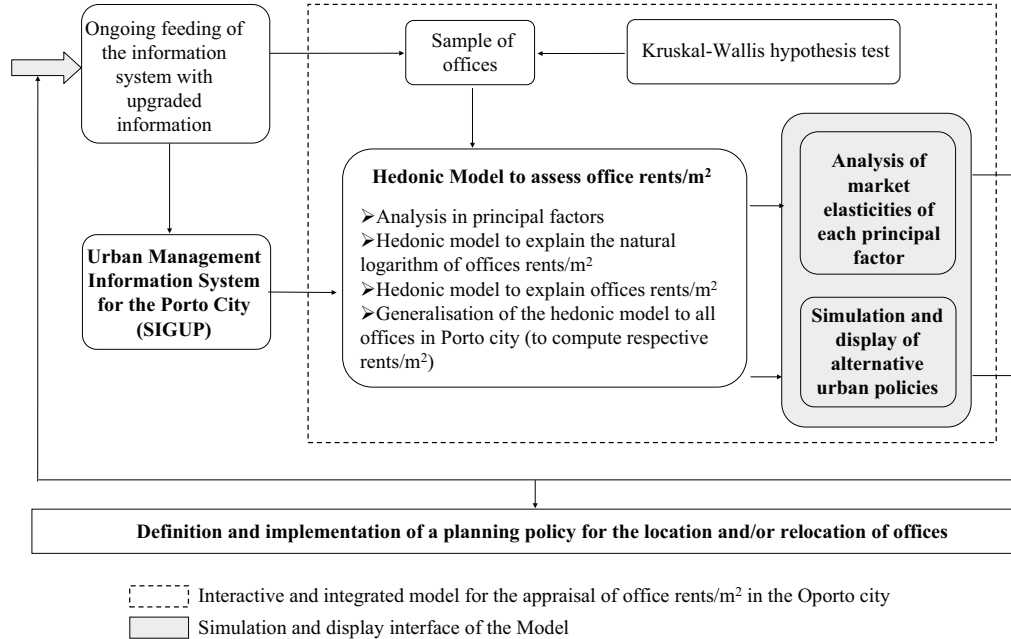 Ongoing feeding of
the information
system with
upgraded
information
Sample of
offices
Kruskal-Wallis hypothesis test
Urban Management
Information System
for the Porto City
(SIGUP)
Hedonic Model to assess office rents/m²
➤Analysis in principal factors
➤Hedonic model to explain the natural
logarithm of offices rents/m²
➤Hedonic model to explain offices rents/m²
➤Generalisation of the hedonic model to all
offices in Porto city (to compute respective
rents/m²)
Analysis of
market
elasticities of
each principal
factor
Simulation and
display of
alternative
urban policies
Definition and implementation of a planning policy for the location and/or relocation of offices
Interactive and integrated model for the appraisal of office rents/m² in the Oporto city
Simulation and display interface of the Model